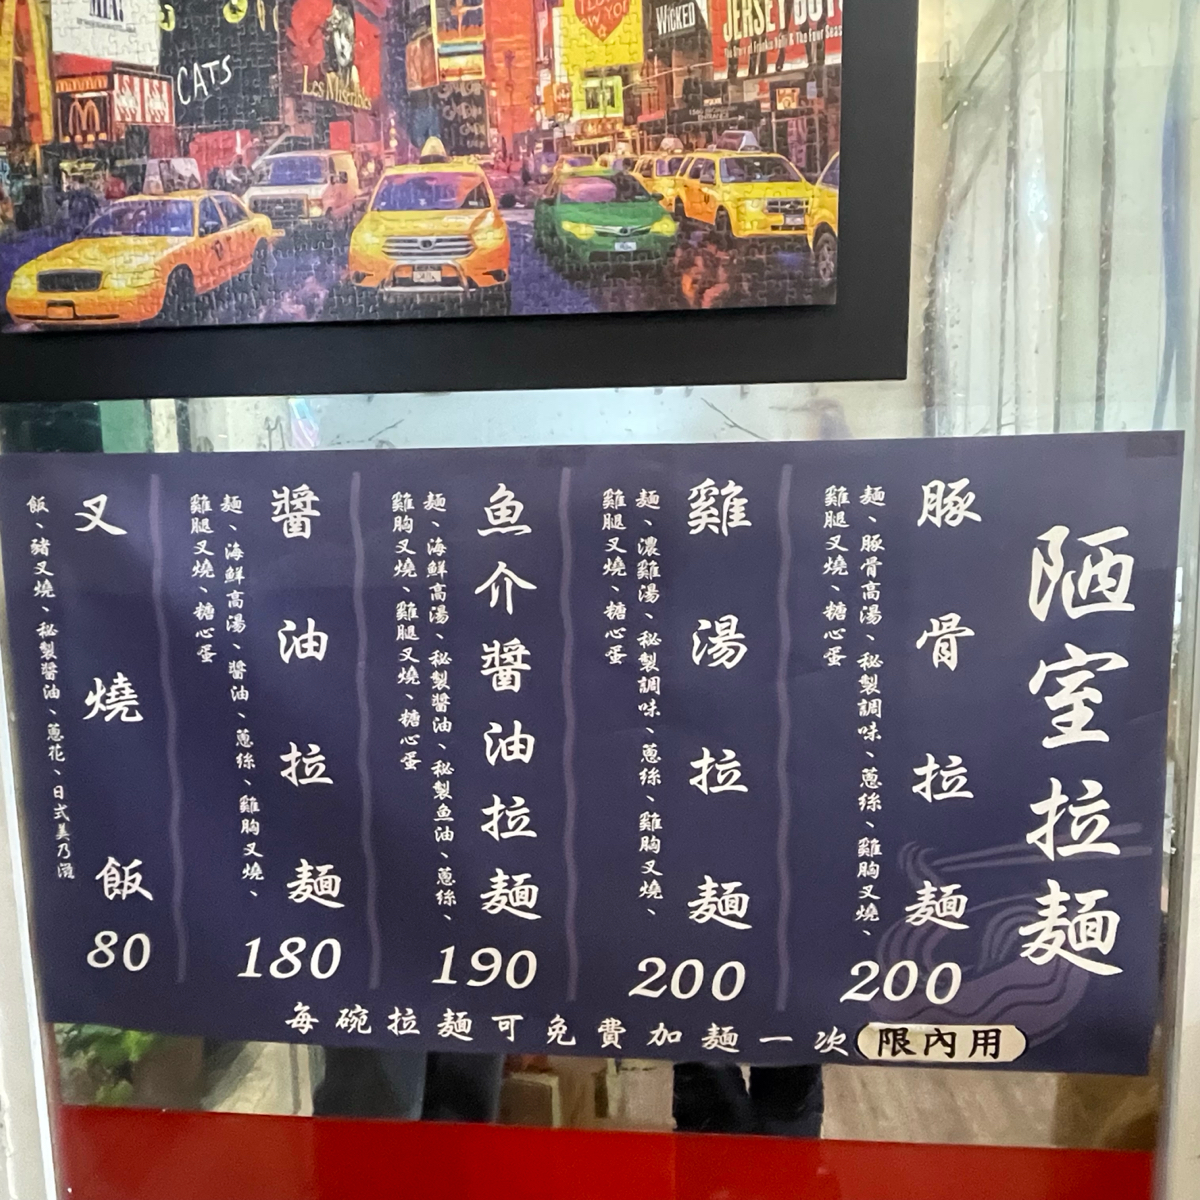 CATS
Les Misérables
WICKED
JERSEY BOYS
陋室拉麵
豚骨拉麵
麵、豚骨高湯、秘製調味、蔥絲、雞胸叉燒、
雞腿叉燒、糖心蛋
200
雞湯拉麵
麵、濃雞湯、秘製調味、蔥絲、雞胸叉燒、
雞腿叉燒、糖心蛋
200
魚介醬油拉麵
麵、海鮮高湯、秘製醬油、秘製魚油、蔥絲、
雞胸叉燒、雞腿叉燒、糖心蛋
190
醬油拉麵
麵、海鮮高湯、醬油、蔥絲、雞胸叉燒、
雞腿叉燒、糖心蛋
180
叉燒飯
飯、豬叉燒、秘製醬油、蔥花、日式美乃滋
80
每碗拉麵可免費加麵一次 限內用